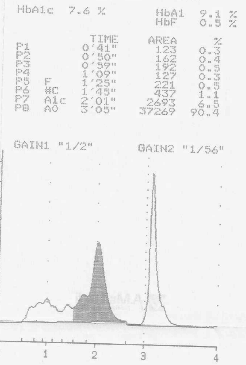 HbA1c 7.6 % HbA1 9.1 %
HbF 0.5 %
TIME AREA %
P1 0'41" 123 0.3
P2 0'50" 162 0.4
P3 0'59" 192 0.5
P4 1'09" 127 0.3
P5 F 1'25" 221 0.5
P6 #C 1'45" 437 1.1
P7 A1c 2'01" 2693 6.5
P8 A0 3'05" 37269 90.4
GAIN1 "1/2" GAIN2 "1/56"
1 2 3 4